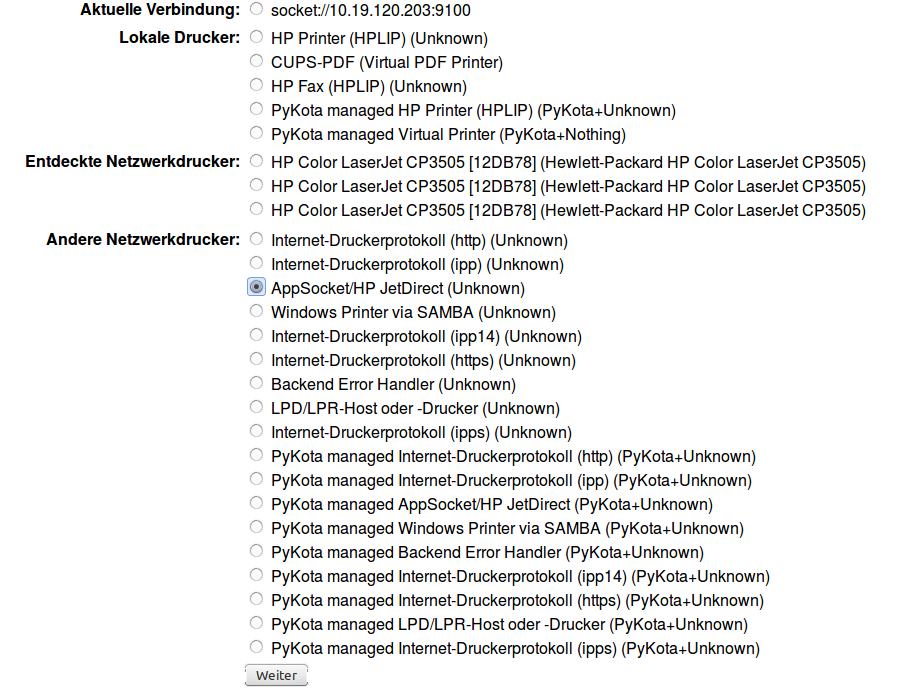 Aktuelle Verbindung: socket://10.19.120.203:9100
Lokale Drucker: HP Printer (HPLIP) (Unknown)
CUPS-PDF (Virtual PDF Printer)
HP Fax (HPLIP) (Unknown)
PyKota managed HP Printer (HPLIP) (PyKota+Unknown)
PyKota managed Virtual Printer (PyKota+Nothing)
Entdeckte Netzwerkdrucker: HP Color LaserJet CP3505 [12DB78] (Hewlett-Packard HP Color LaserJet CP3505)
HP Color LaserJet CP3505 [12DB78] (Hewlett-Packard HP Color LaserJet CP3505)
HP Color LaserJet CP3505 [12DB78] (Hewlett-Packard HP Color LaserJet CP3505)
Andere Netzwerkdrucker: Internet-Druckerprotokoll (http) (Unknown)
Internet-Druckerprotokoll (ipp) (Unknown)
AppSocket/HP JetDirect (Unknown)
Windows Printer via SAMBA (Unknown)
Internet-Druckerprotokoll (ipp14) (Unknown)
Internet-Druckerprotokoll (https) (Unknown)
Backend Error Handler (Unknown)
LPD/LPR-Host oder -Drucker (Unknown)
Internet-Druckerprotokoll (ipps) (Unknown)
PyKota managed Internet-Druckerprotokoll (http) (PyKota+Unknown)
PyKota managed Internet-Druckerprotokoll (ipp) (PyKota+Unknown)
PyKota managed AppSocket/HP JetDirect (PyKota+Unknown)
PyKota managed Windows Printer via SAMBA (PyKota+Unknown)
PyKota managed Backend Error Handler (PyKota+Unknown)
PyKota managed Internet-Druckerprotokoll (ipp14) (PyKota+Unknown)
PyKota managed Internet-Druckerprotokoll (https) (PyKota+Unknown)
PyKota managed LPD/LPR-Host oder -Drucker (PyKota+Unknown)
PyKota managed Internet-Druckerprotokoll (ipps) (PyKota+Unknown)
Weiter